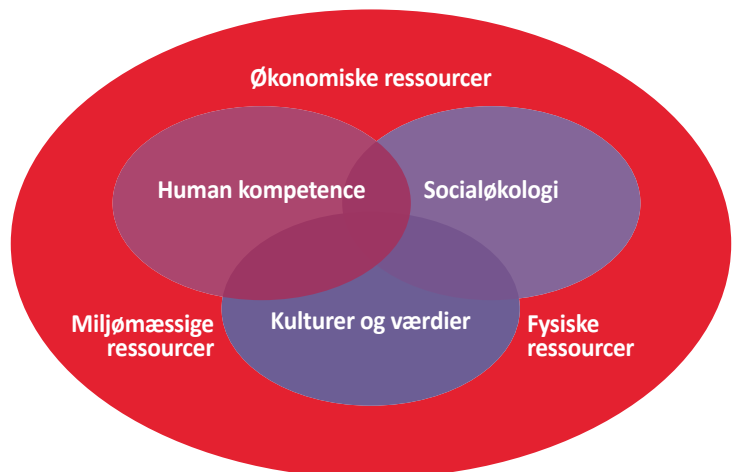 Økonomiske ressourcer
Human kompetence
Socialøkologi
Kulturer og værdier
Miljømæssige
ressourcer
Fysiske
ressourcer